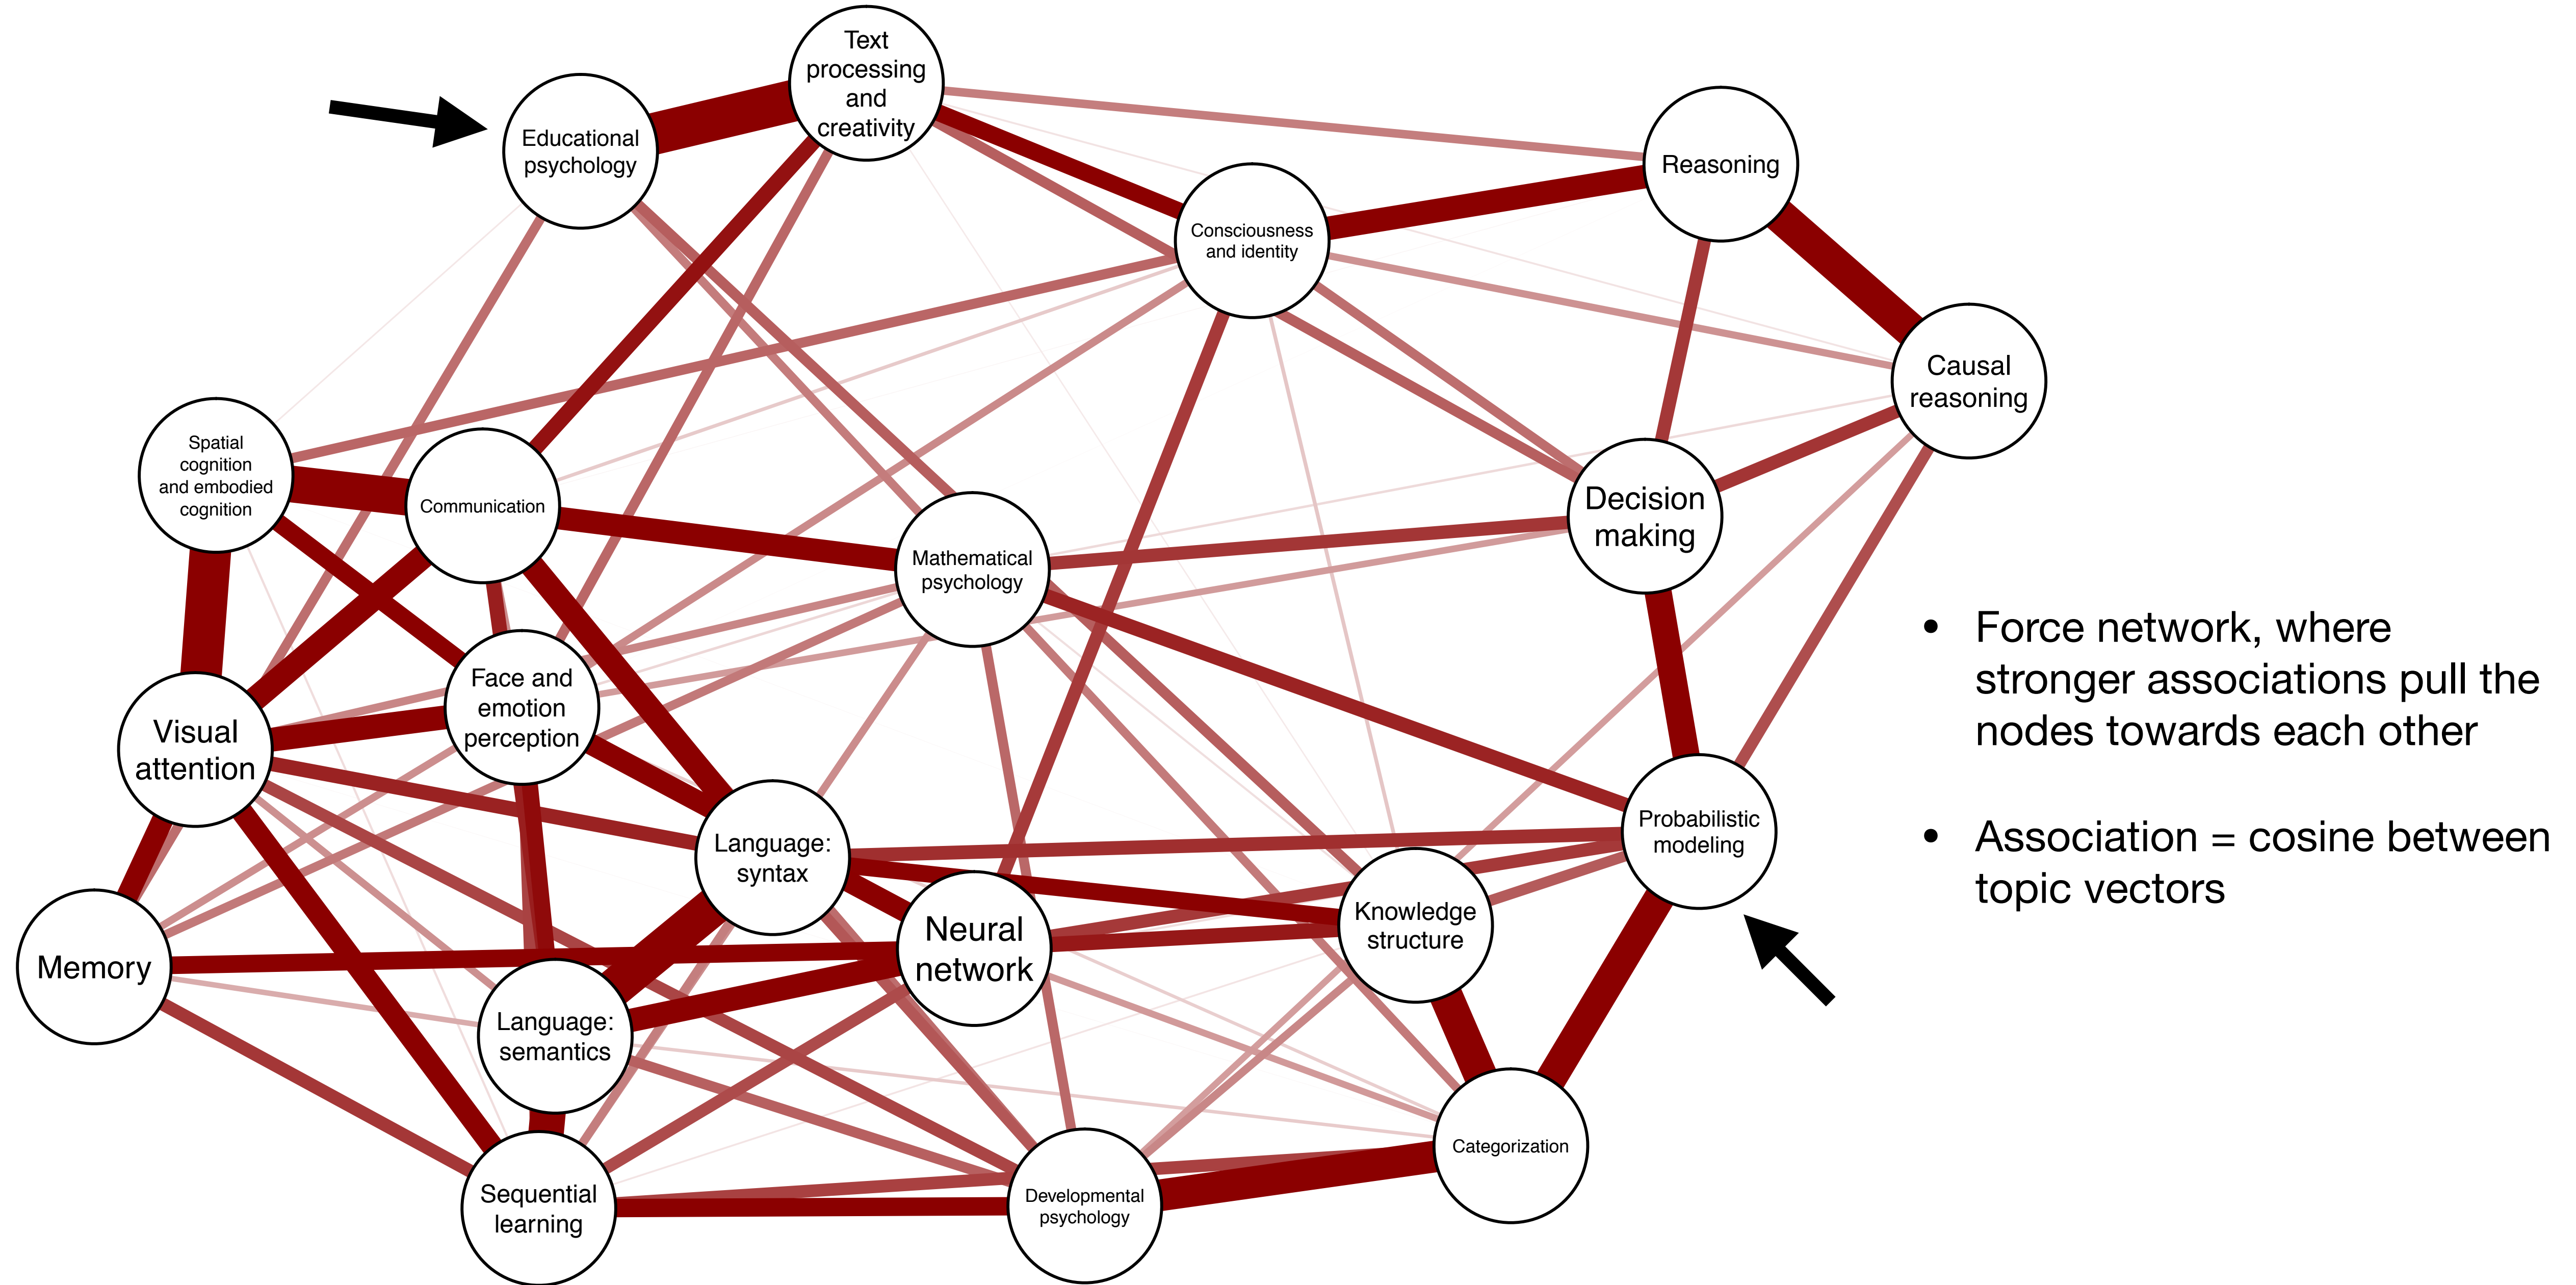 Text
processing
and
creativity
Educational
psychology
Reasoning
Consciousness
and identity
Causal
reasoning
Spatial
cognition
and embodied
cognition
Communication
Decision
making
Mathematical
psychology
Face and
emotion
perception
Visual
attention
Language:
syntax
Probabilistic
modeling
Knowledge
structure
Neural
network
Memory
Language:
semantics
Categorization
Sequential
learning
Developmental
psychology
• Force network, where
stronger associations pull the
nodes towards each other
• Association = cosine between
topic vectors